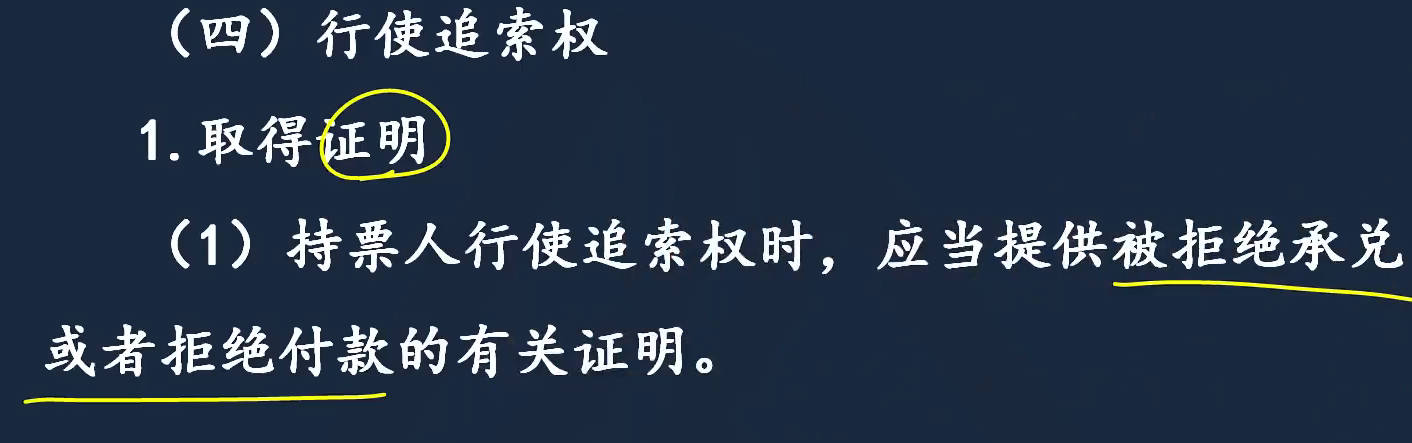 （四）行使追索权
1.取得证明
（1）持票人行使追索权时，应当提供被拒绝承兑
或者拒绝付款的有关证明。